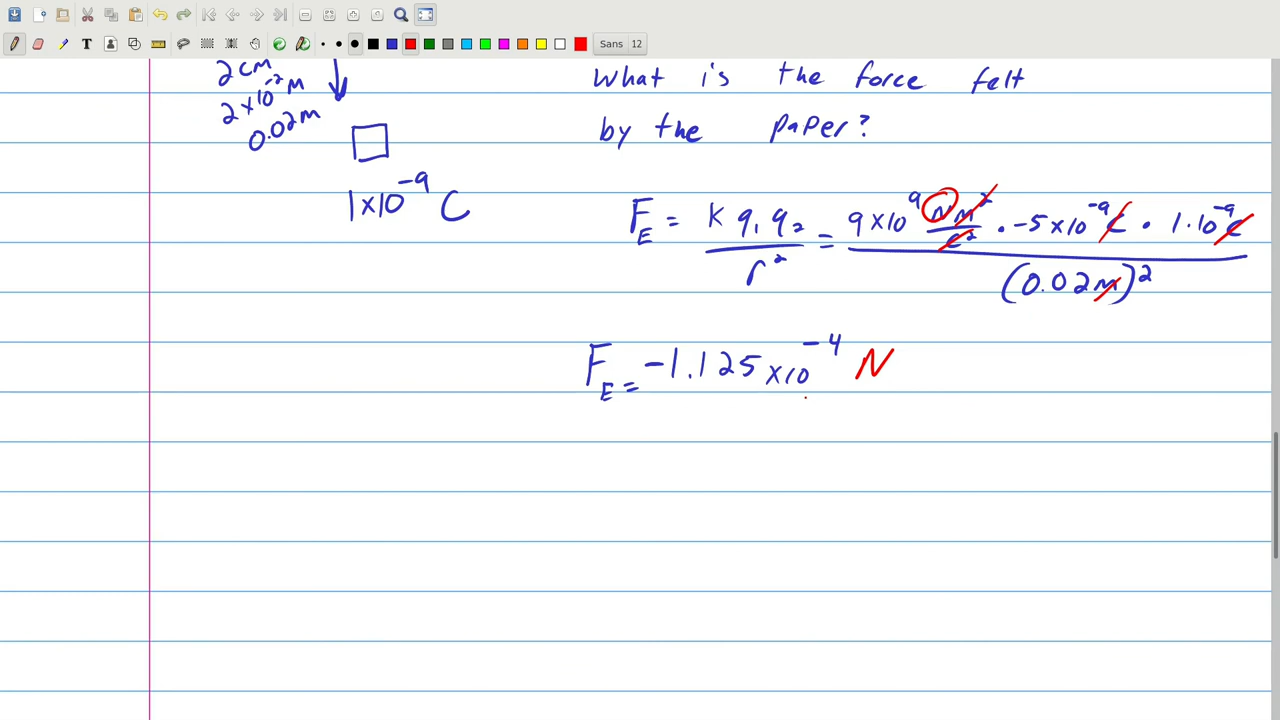 Sans 12
2cm
2×10⁻² m
0.02m
1×10⁻⁹ C
What is the force felt
by the paper?
F_E = K q₁ q₂ / r² = 9×10⁹ Nm²/C² · -5×10⁻⁹ C · 1·10⁻⁹ C / (0.02m)²
F_E = -1.125×10⁻⁴ N